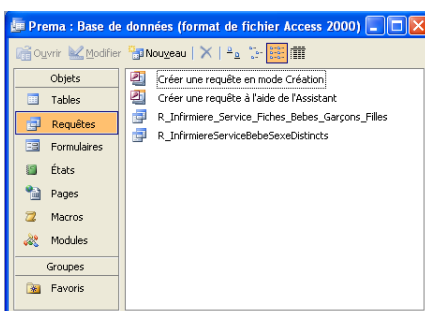 Prema : Base de données (format de fichier Access 2000)
Ouvrir Modifier Nouveau
Objets
Tables
Requêtes
Formulaires
États
Pages
Macros
Modules
Groupes
Favoris
Créer une requête en mode Création
Créer une requête à l'aide de l'Assistant
R_Infirmiere_Service_Fiches_Bebes_Garçons_Filles
R_InfirmiereServiceBebeSexeDistincts